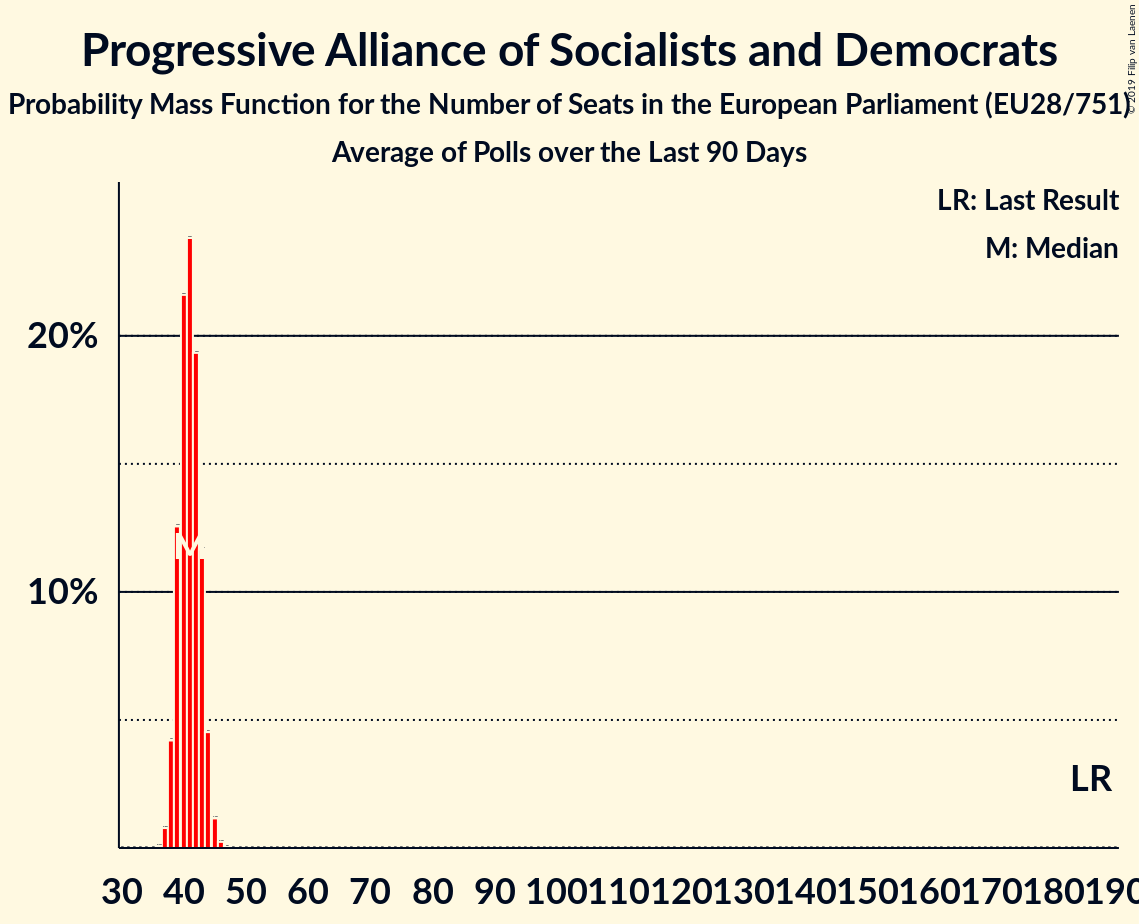 Progressive Alliance of Socialists and Democrats
Probability Mass Function for the Number of Seats in the European Parliament (EU28/751)
Average of Polls over the Last 90 Days
© 2019 Filip van Laenen
LR: Last Result
M: Median
20%
10%
M
LR
30 40 50 60 70 80 90 100 110 120 130 140 150 160 170 180 190